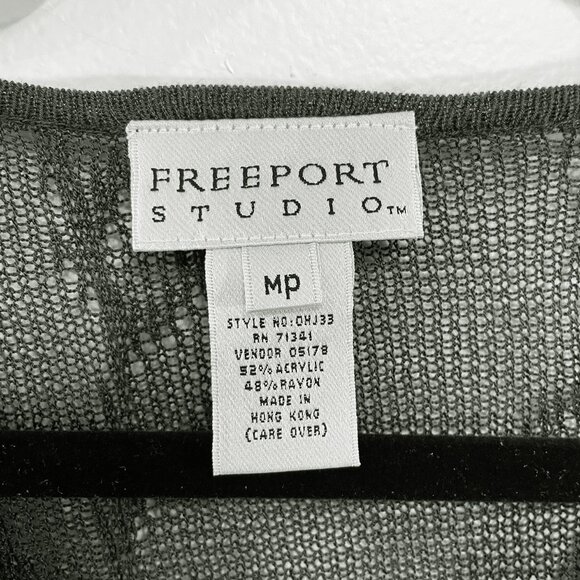 FREEPORT
STUDIO™
MP
STYLE NO:OHJ33
RN 71341
VENDOR 05178
52% ACRYLIC
48% RAYON
MADE IN
HONG KONG
(CARE OVER)